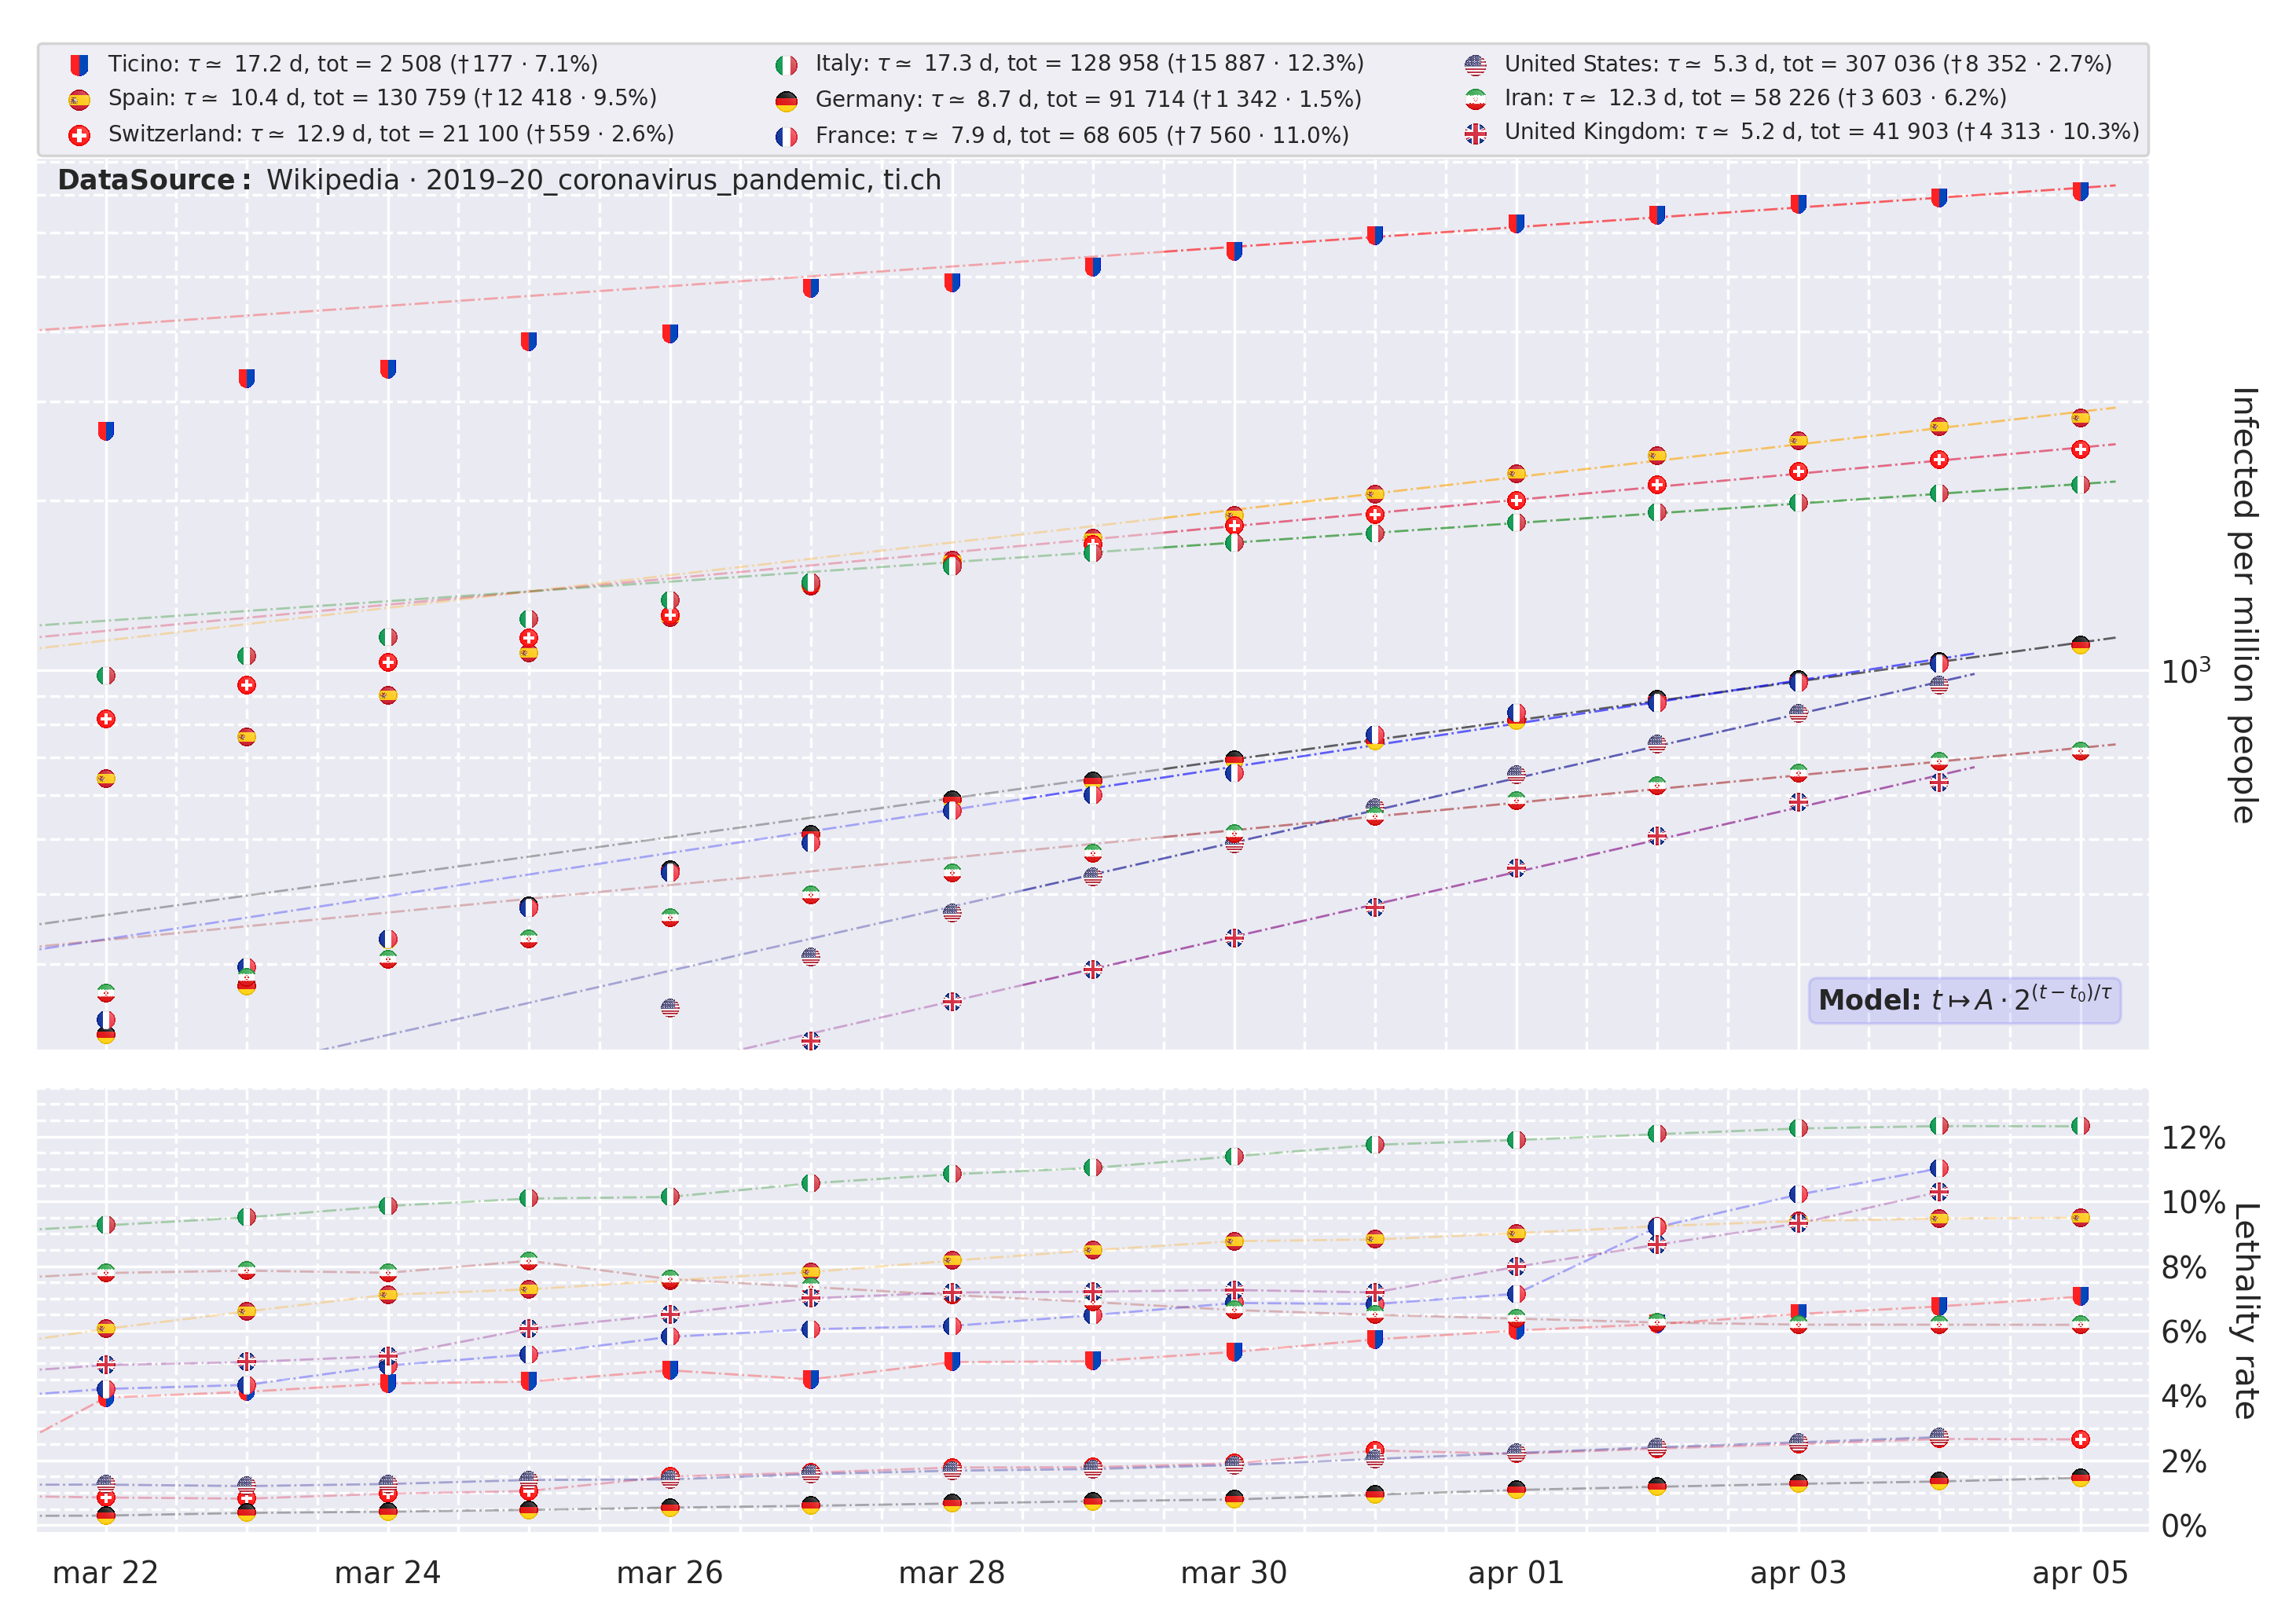 Ticino: τ ≃ 17.2 d, tot = 2 508 (†177 · 7.1%)
Spain: τ ≃ 10.4 d, tot = 130 759 (†12 418 · 9.5%)
Switzerland: τ ≃ 12.9 d, tot = 21 100 (†559 · 2.6%)
Italy: τ ≃ 17.3 d, tot = 128 958 (†15 887 · 12.3%)
Germany: τ ≃ 8.7 d, tot = 91 714 (†1 342 · 1.5%)
France: τ ≃ 7.9 d, tot = 68 605 (†7 560 · 11.0%)
United States: τ ≃ 5.3 d, tot = 307 036 (†8 352 · 2.7%)
Iran: τ ≃ 12.3 d, tot = 58 226 (†3 603 · 6.2%)
United Kingdom: τ ≃ 5.2 d, tot = 41 903 (†4 313 · 10.3%)
DataSource: Wikipedia · 2019–20_coronavirus_pandemic, ti.ch
Infected per million people
10³
Model: t ↦ A · 2^((t − t₀)/τ)
12%
10%
8%
6%
4%
2%
0%
Lethality rate
mar 22
mar 24
mar 26
mar 28
mar 30
apr 01
apr 03
apr 05